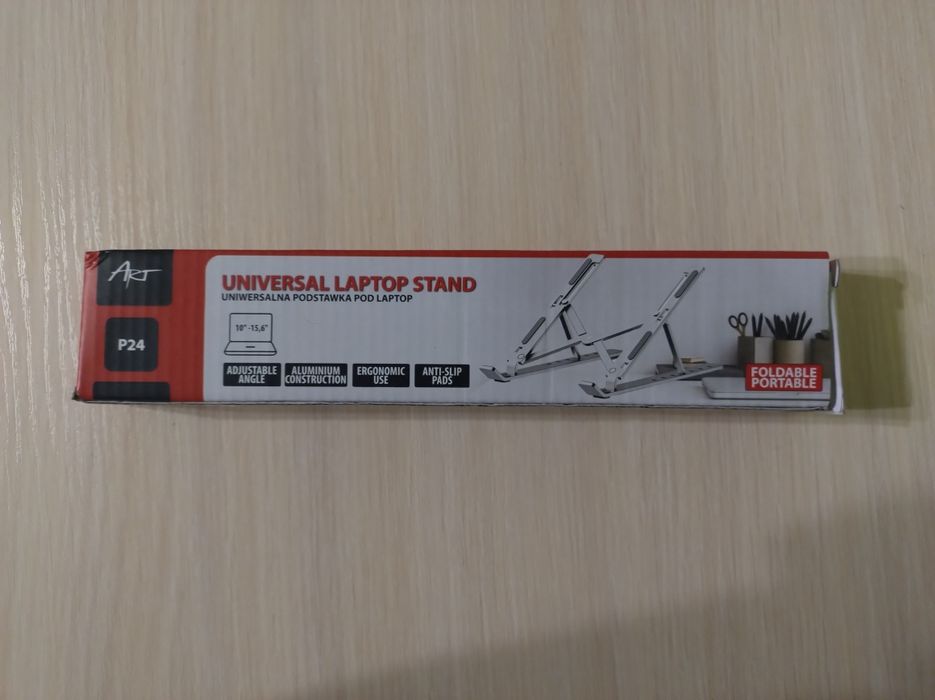 ART
P24
UNIVERSAL LAPTOP STAND
UNIWERSALNA PODSTAWKA POD LAPTOP
10" -15,6"
ADJUSTABLE
ANGLE
ALUMINIUM
CONSTRUCTION
ERGONOMIC
USE
ANTI-SLIP
PADS
FOLDABLE
PORTABLE